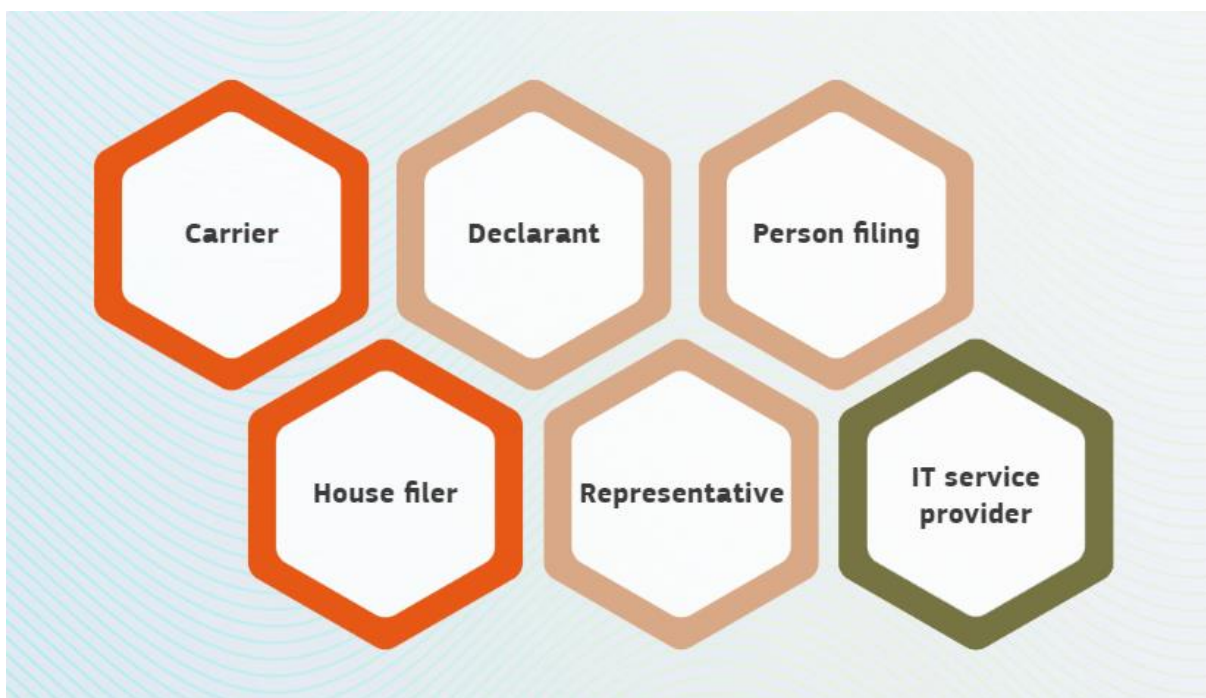 Carrier
Declarant
Person filing
House filer
Representative
IT service
provider